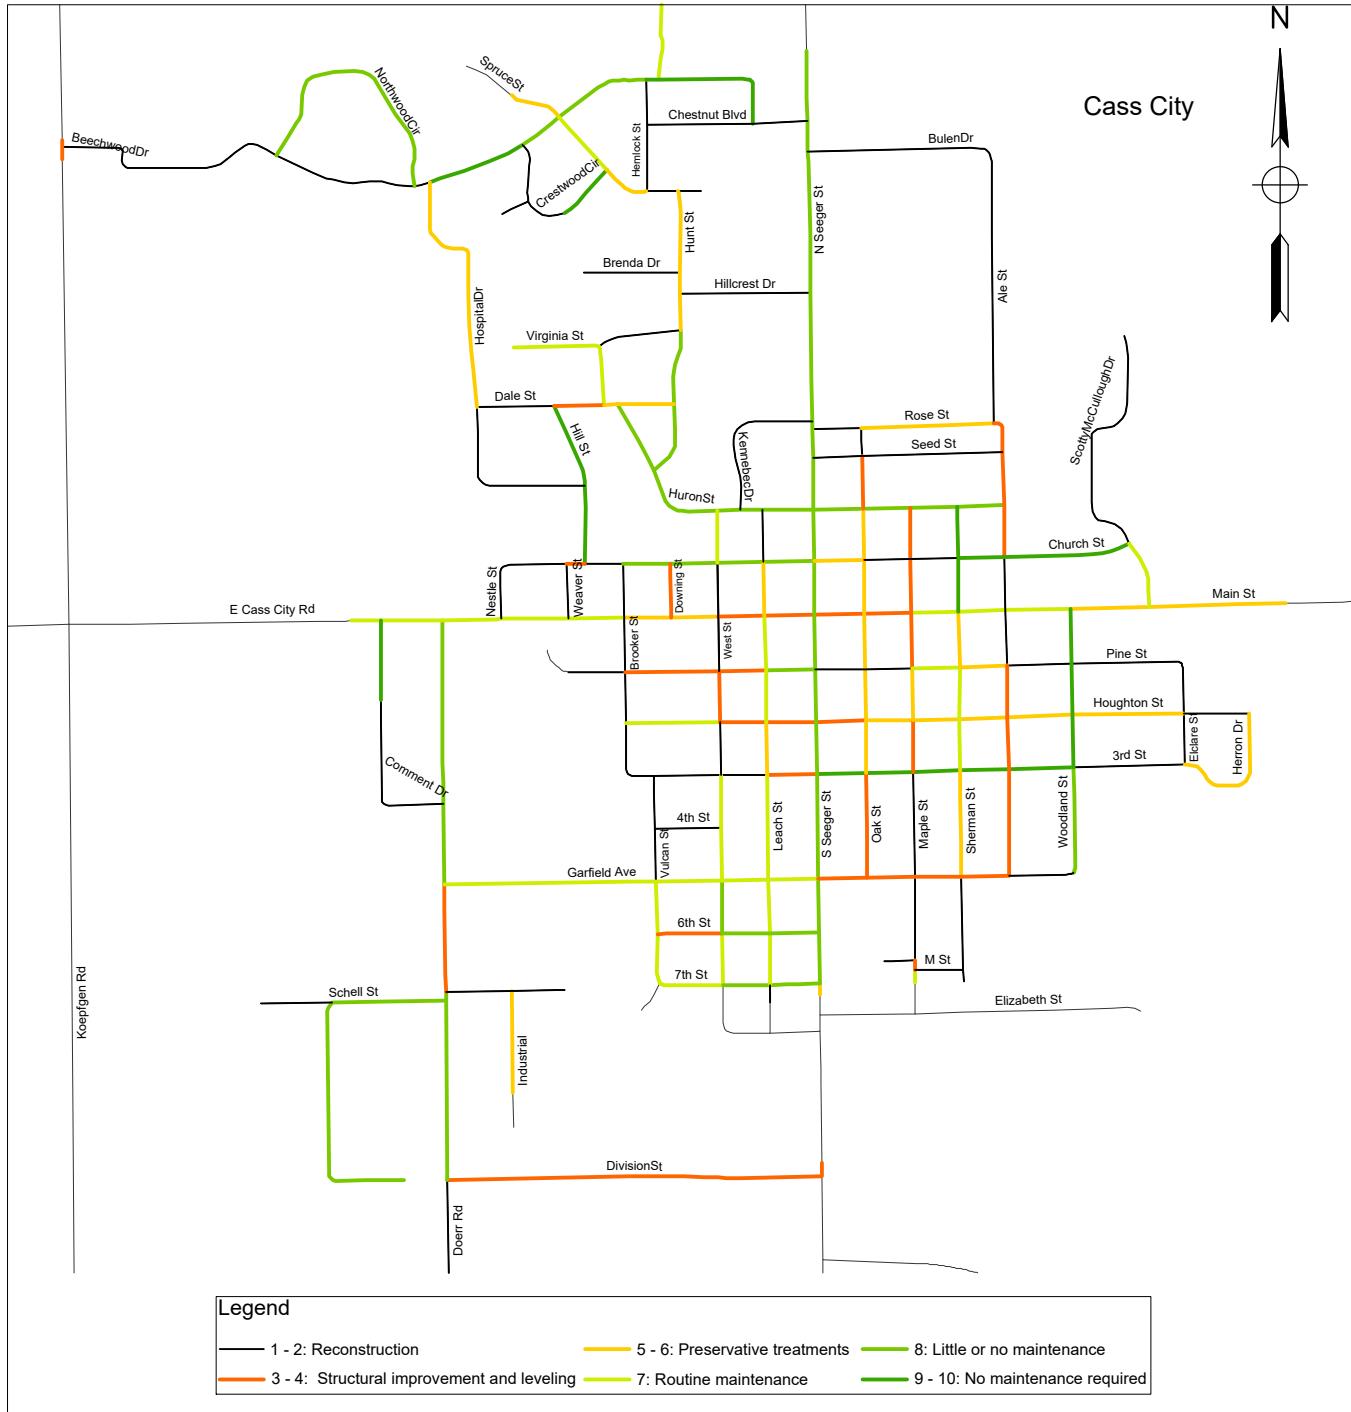 N
Cass City
SpruceSt
NorthwoodCir
BeechwoodDr
Chestnut Blvd
Hemlock St
BulenDr
CrestwoodCir
N Seeger St
Hunt St
Brenda Dr
Hillcrest Dr
Ale St
HospitalDr
Virginia St
ScottyMcCulloughDr
Dale St
Rose St
Hill St
Seed St
KennebecDr
HuronSt
Church St
Nestle St
Weaver St
Downing St
Main St
E Cass City Rd
Brooker St
West St
Pine St
Houghton St
Elclare St
Herron Dr
3rd St
Comment Dr
4th St
Vulcan St
Leach St
S Seeger St
Oak St
Maple St
Sherman St
Woodland St
Garfield Ave
6th St
7th St
M St
Koepfgen Rd
Schell St
Elizabeth St
Industrial
DivisionSt
Doerr Rd
Legend
1 - 2: Reconstruction
5 - 6: Preservative treatments
8: Little or no maintenance
3 - 4: Structural improvement and leveling
7: Routine maintenance
9 - 10: No maintenance required